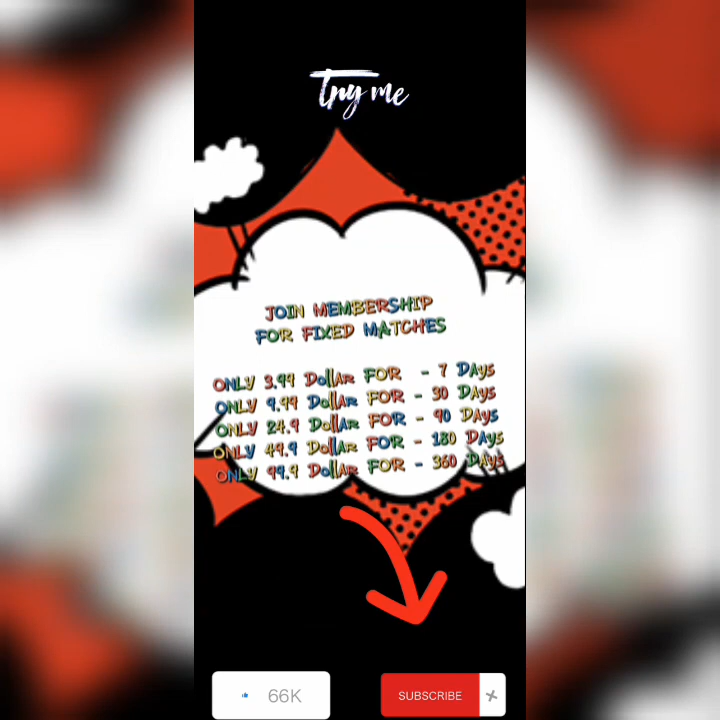 Try me
JOIN MEMBERSHIP
FOR FIXED MATCHES
ONLY 3.99 Dollar FOR - 7 DAYS
ONLY 9.99 Dollar FOR - 30 DAYS
ONLY 24.9 Dollar FOR - 90 DAYS
ONLY 49.9 Dollar FOR - 180 DAYS
ONLY 99.9 Dollar FOR - 360 DAYS
66K
SUBSCRIBE